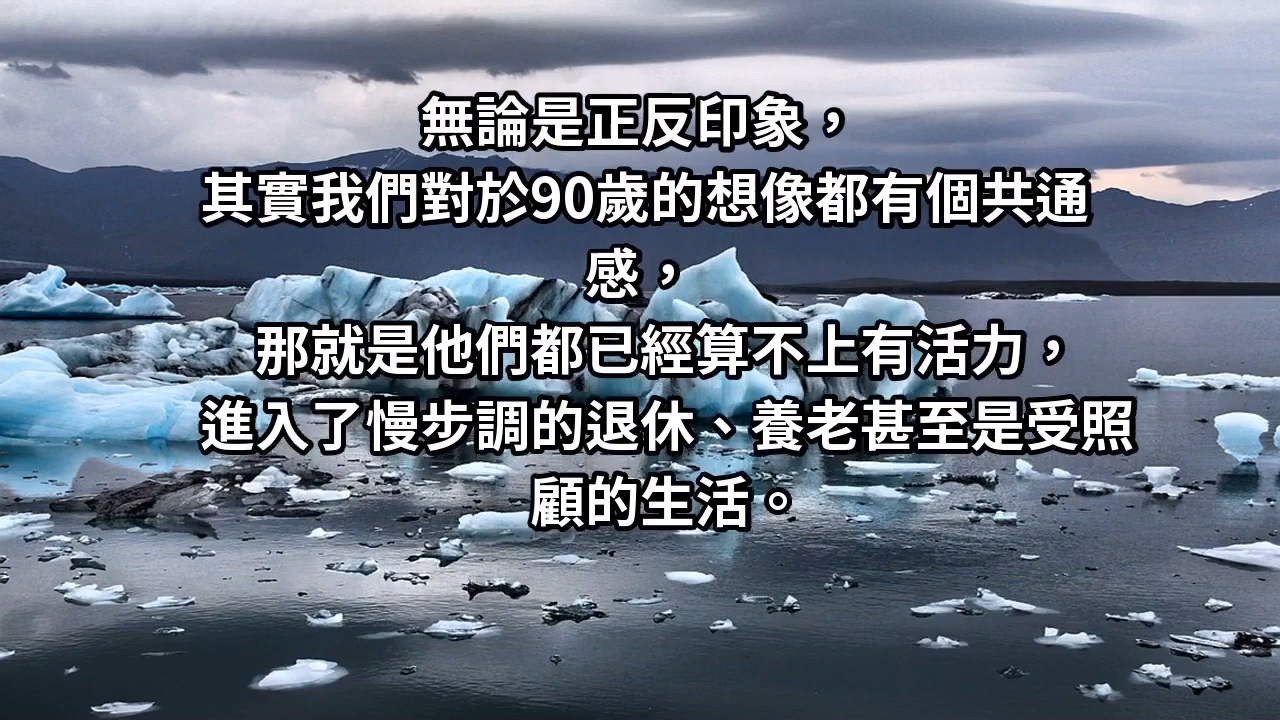 無論是正反印象，
其實我們對於90歲的想像都有個共通
感，
那就是他們都已經算不上有活力，
進入了慢步調的退休、養老甚至是受照
顧的生活。